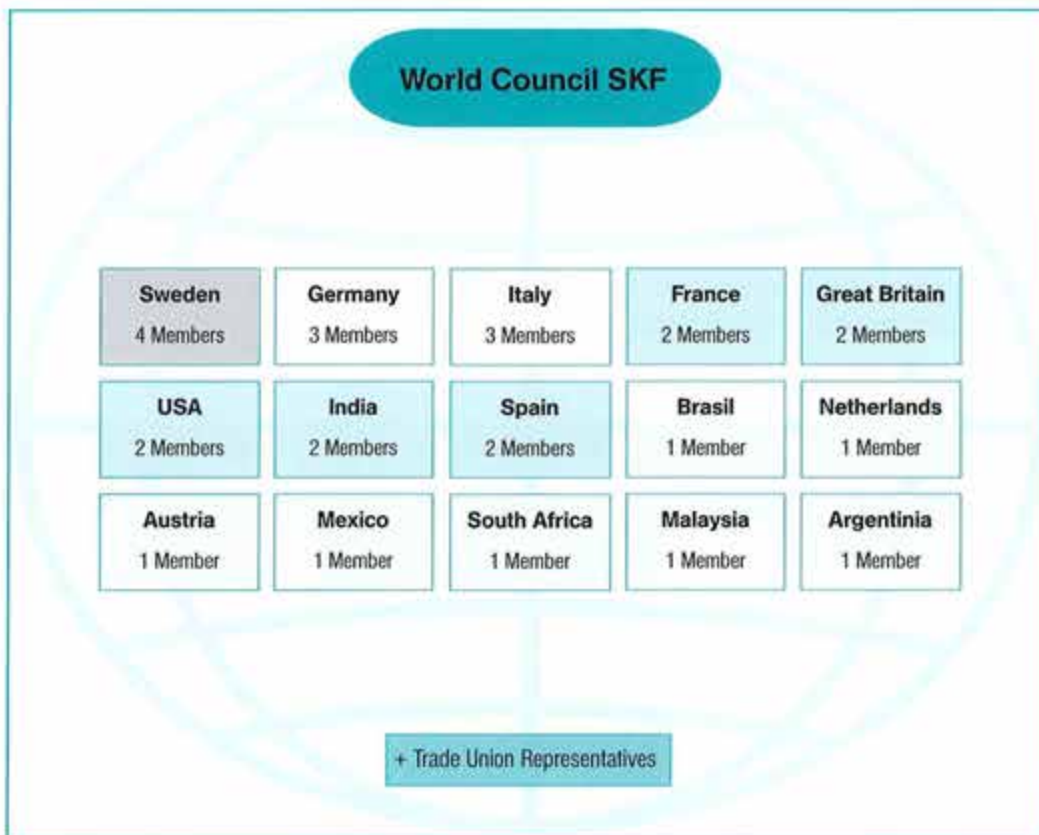 World Council SKF
Sweden
4 Members
Germany
3 Members
Italy
3 Members
France
2 Members
Great Britain
2 Members
USA
2 Members
India
2 Members
Spain
2 Members
Brasil
1 Member
Netherlands
1 Member
Austria
1 Member
Mexico
1 Member
South Africa
1 Member
Malaysia
1 Member
Argentinia
1 Member
+ Trade Union Representatives